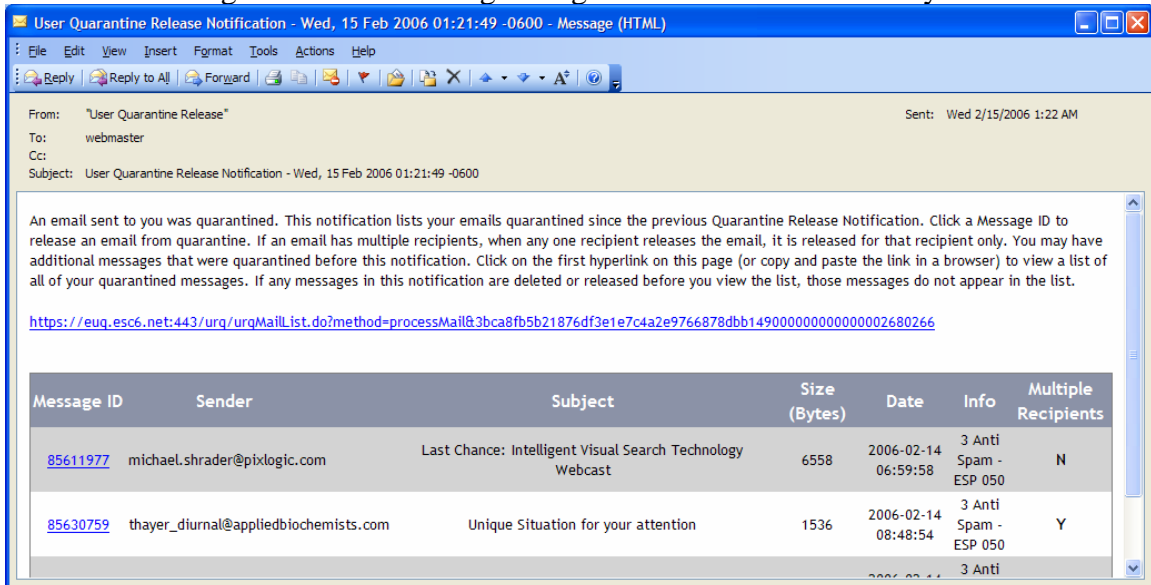 User Quarantine Release Notification - Wed, 15 Feb 2006 01:21:49 -0600 - Message (HTML)
File Edit View Insert Format Tools Actions Help
Reply Reply to All Forward
From: "User Quarantine Release" Sent: Wed 2/15/2006 1:22 AM
To: webmaster
Cc:
Subject: User Quarantine Release Notification - Wed, 15 Feb 2006 01:21:49 -0600
An email sent to you was quarantined. This notification lists your emails quarantined since the previous Quarantine Release Notification. Click a Message ID to
release an email from quarantine. If an email has multiple recipients, when any one recipient releases the email, it is released for that recipient only. You may have
additional messages that were quarantined before this notification. Click on the first hyperlink on this page (or copy and paste the link in a browser) to view a list of
all of your quarantined messages. If any messages in this notification are deleted or released before you view the list, those messages do not appear in the list.
https://euq.esc6.net:443/urq/urqMailList.do?method=processMail&3bca8fb5b21876df3e1e7c4a2e9766878dbb1490000000000000002680266
Message ID Sender Subject Size (Bytes) Date Info Multiple Recipients
85611977 michael.shrader@pixlogic.com Last Chance: Intelligent Visual Search Technology Webcast 6558 2006-02-14 06:59:58 3 Anti Spam - ESP 050 N
85630759 thayer_diurnal@appliedbiochemists.com Unique Situation for your attention 1536 2006-02-14 08:48:54 3 Anti Spam - ESP 050 Y
3 Anti